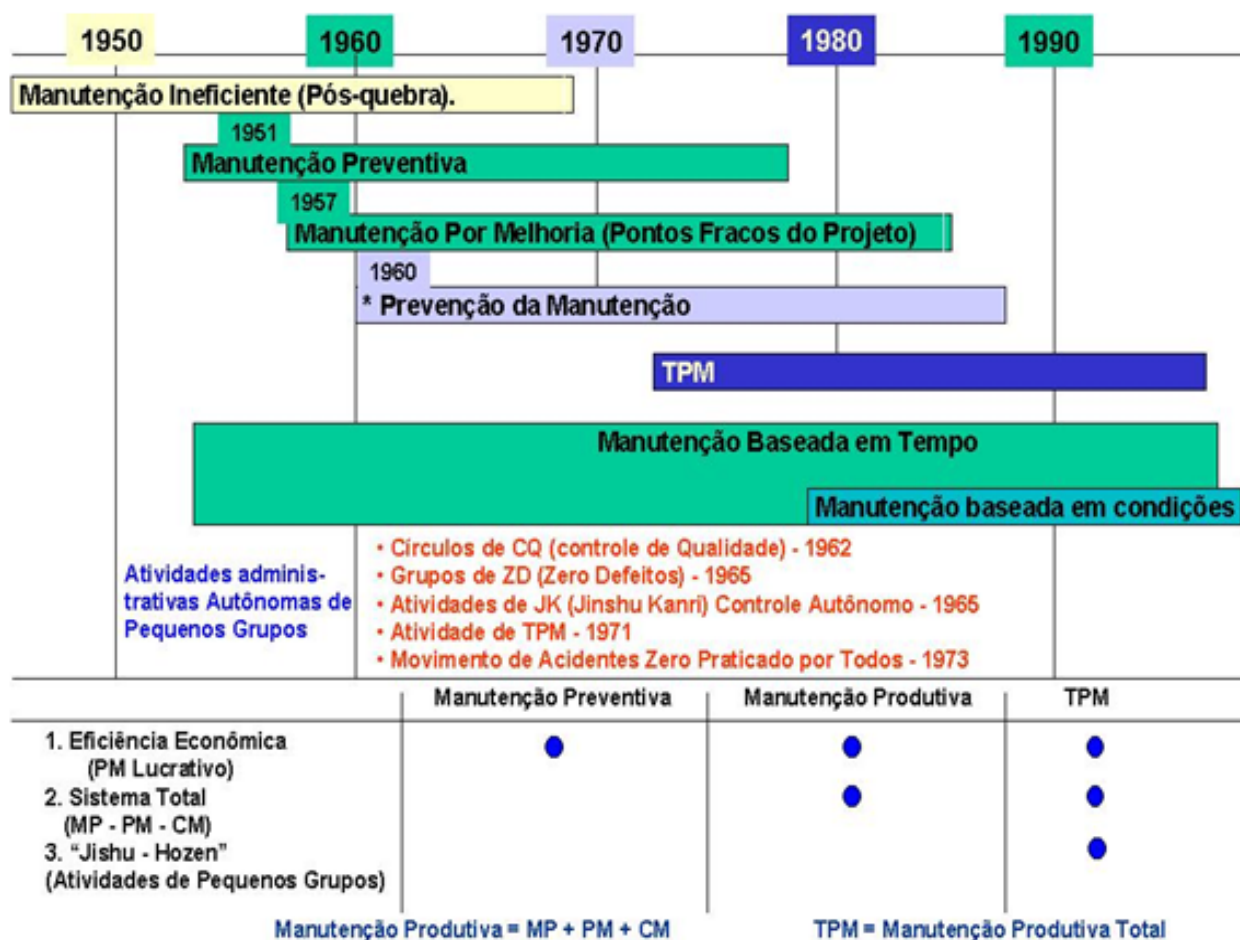 1950 1960 1970 1980 1990
Manutenção Ineficiente (Pós-quebra).
1951
Manutenção Preventiva
1957
Manutenção Por Melhoria (Pontos Fracos do Projeto)
1960
* Prevenção da Manutenção
TPM
Manutenção Baseada em Tempo
Manutenção baseada em condições
Atividades adminis-
trativas Autônomas de
Pequenos Grupos
• Círculos de CQ (controle de Qualidade) - 1962
• Grupos de ZD (Zero Defeitos) - 1965
• Atividades de JK (Jinshu Kanri) Controle Autônomo - 1965
• Atividade de TPM - 1971
• Movimento de Acidentes Zero Praticado por Todos - 1973
Manutenção Preventiva Manutenção Produtiva TPM
1. Eficiência Econômica
(PM Lucrativo)
2. Sistema Total
(MP - PM - CM)
3. “Jishu - Hozen”
(Atividades de Pequenos Grupos)
Manutenção Produtiva = MP + PM + CM TPM = Manutenção Produtiva Total